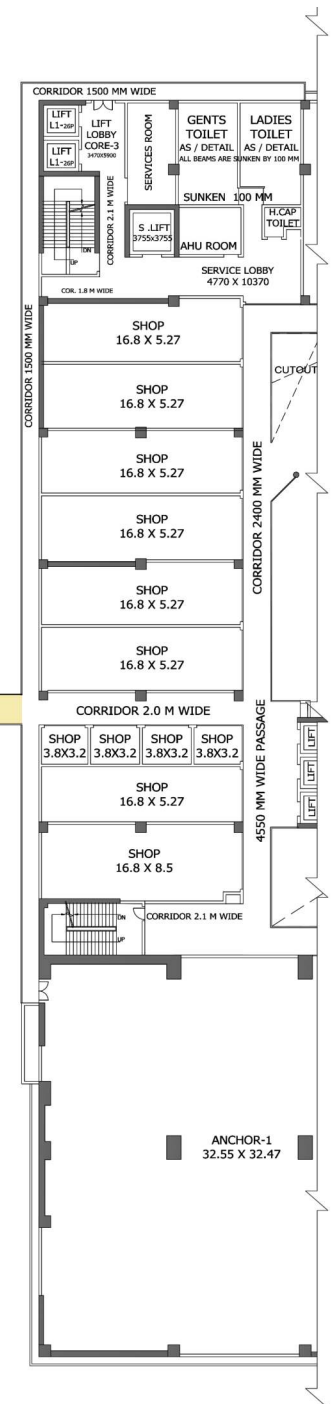 CORRIDOR 1500 MM WIDE
LIFT
L1-26P
LIFT
L1-26P
LIFT
LOBBY
CORE-3
3470X5900
CORRIDOR 2.1 M WIDE
SERVICES ROOM
GENTS
TOILET
AS / DETAIL
LADIES
TOILET
AS / DETAIL
ALL BEAMS ARE SUNKEN BY 100 MM
SUNKEN 100 MM
H.CAP
TOILET
S .LIFT
3755x3755
AHU ROOM
DN
UP
SERVICE LOBBY
4770 X 10370
COR. 1.8 M WIDE
CORRIDOR 1500 MM WIDE
SHOP
16.8 X 5.27
SHOP
16.8 X 5.27
CUTOUT
SHOP
16.8 X 5.27
CORRIDOR 2400 MM WIDE
SHOP
16.8 X 5.27
SHOP
16.8 X 5.27
SHOP
16.8 X 5.27
CORRIDOR 2.0 M WIDE
4550 MM WIDE PASSAGE
LIFT
LIFT
LIFT
SHOP
3.8X3.2
SHOP
3.8X3.2
SHOP
3.8X3.2
SHOP
3.8X3.2
SHOP
16.8 X 5.27
SHOP
16.8 X 8.5
DN
UP
CORRIDOR 2.1 M WIDE
ANCHOR-1
32.55 X 32.47